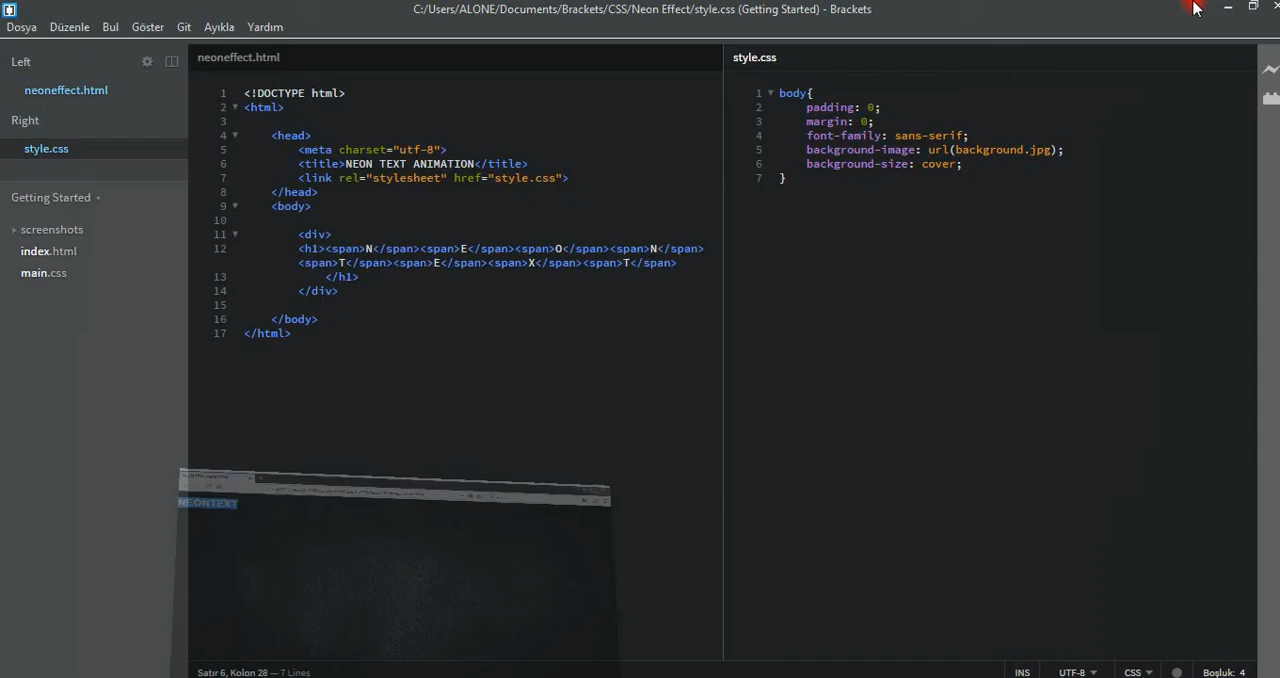 C:/Users/ALONE/Documents/Brackets/CSS/Neon Effect/style.css (Getting Started) - Brackets
Dosya Düzenle Bul Göster Git Ayıkla Yardım
Left
neoneffect.html
Right
style.css
Getting Started
screenshots
index.html
main.css
neoneffect.html
1 <!DOCTYPE html>
2 <html>
3
4 <head>
5 <meta charset="utf-8">
6 <title>NEON TEXT ANIMATION</title>
7 <link rel="stylesheet" href="style.css">
8 </head>
9 <body>
10
11 <div>
12 <h1><span>N</span><span>E</span><span>O</span><span>N</span>
<span>T</span><span>E</span><span>X</span><span>T</span>
13 </h1>
14 </div>
15
16 </body>
17 </html>
style.css
1 body{
2 padding: 0;
3 margin: 0;
4 font-family: sans-serif;
5 background-image: url(background.jpg);
6 background-size: cover;
7 }
NEONTEXT
Satır 6, Kolon 28 — 7 Lines
INS UTF-8 CSS Boşluk: 4